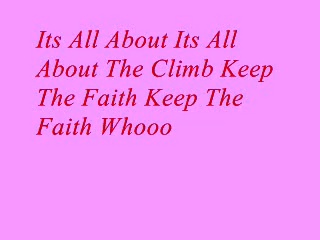 Its All About Its All
About The Climb Keep
The Faith Keep The
Faith Whooo